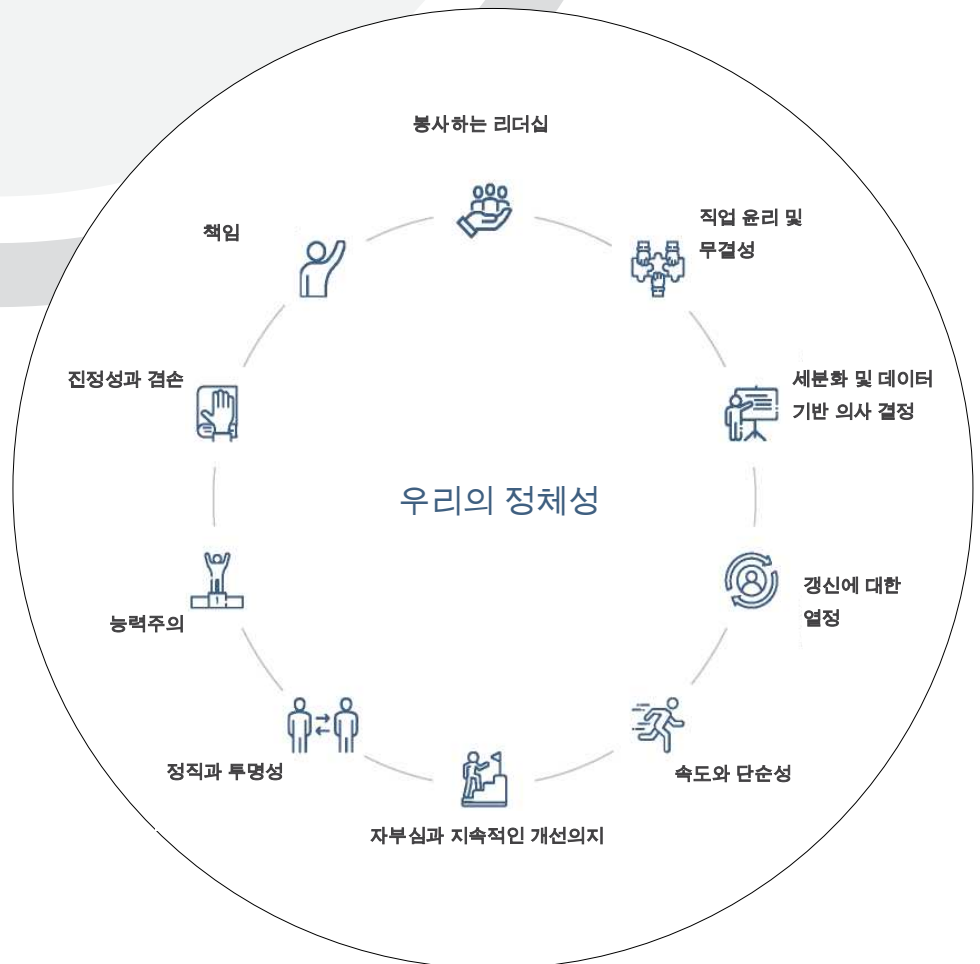 봉사하는 리더십
책임
직업 윤리 및
무결성
진정성과 겸손
세분화 및 데이터
기반 의사 결정
우리의 정체성
갱신에 대한
열정
능력주의
정직과 투명성
속도와 단순성
자부심과 지속적인 개선의지